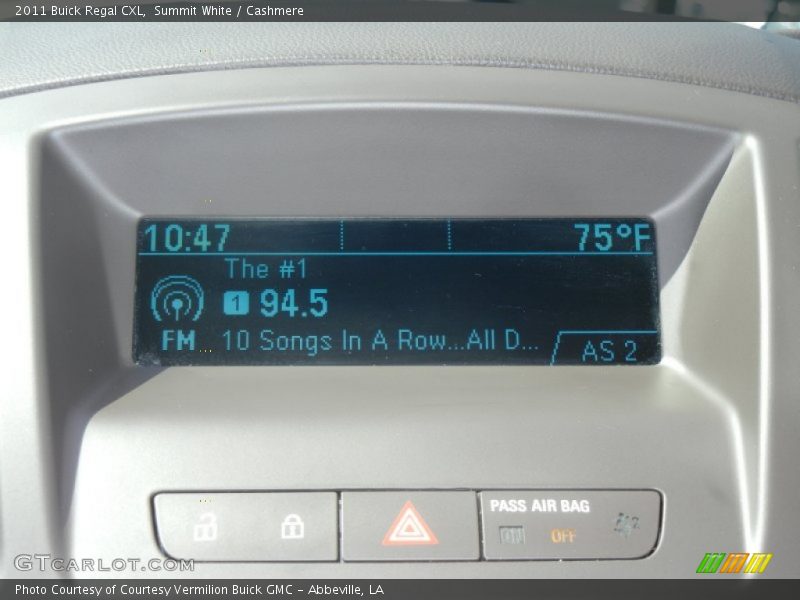 2011 Buick Regal CXL,  Summit White / Cashmere
10:47
75°F
The #1
1 94.5
FM
10 Songs In A Row...All D...
AS 2
PASS AIR BAG
ON OFF 2
GTCarLot.com
Photo Courtesy of Courtesy Vermilion Buick GMC - Abbeville, LA